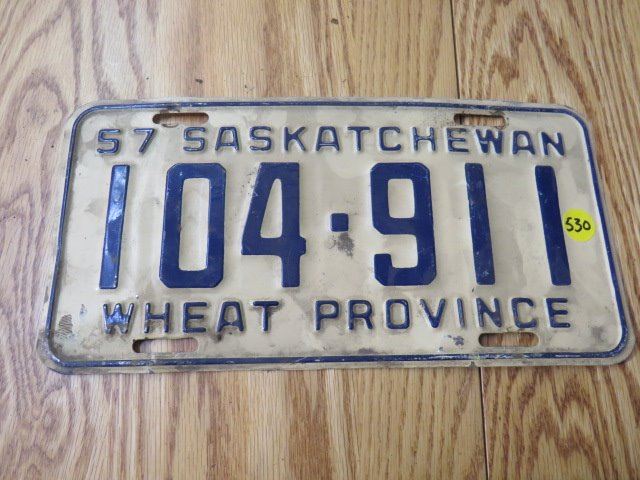 57 SASKATCHEWAN
104-911
530
WHEAT PROVINCE